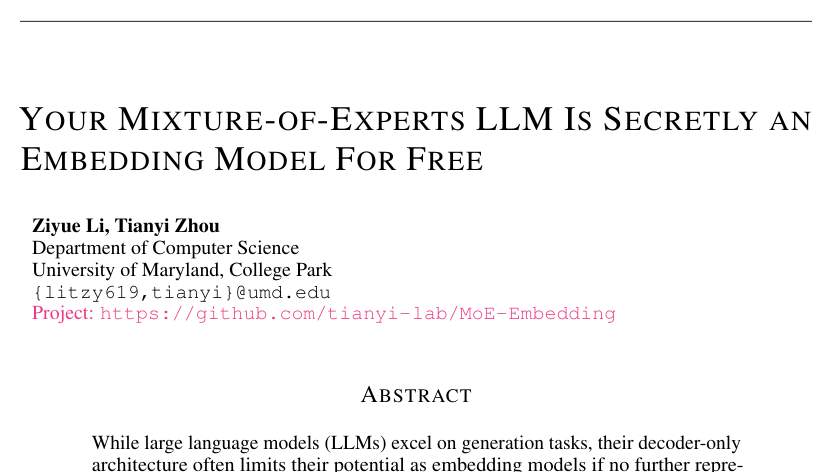 YOUR MIXTURE-OF-EXPERTS LLM IS SECRETLY AN
EMBEDDING MODEL FOR FREE
Ziyue Li, Tianyi Zhou
Department of Computer Science
University of Maryland, College Park
{litzy619,tianyi}@umd.edu
Project: https://github.com/tianyi-lab/MoE-Embedding
ABSTRACT
While large language models (LLMs) excel on generation tasks, their decoder-only
architecture often limits their potential as embedding models if no further repre-